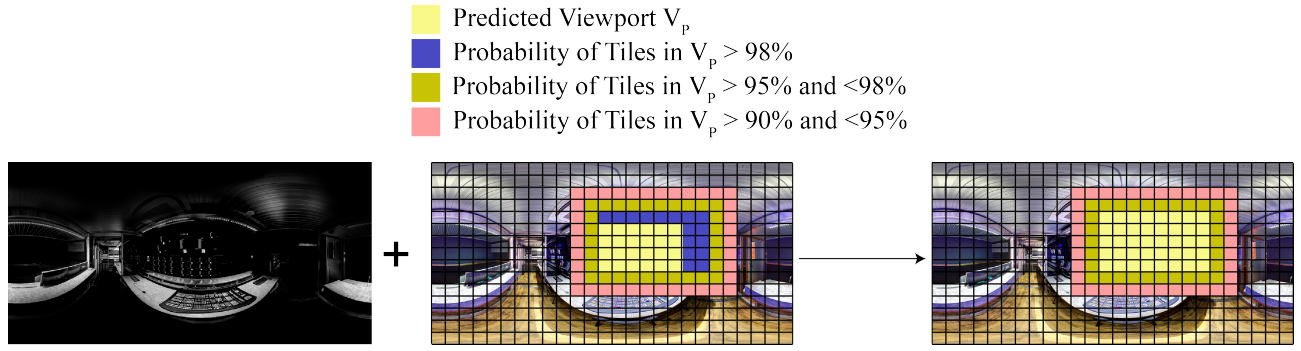 Predicted Viewport V_P
Probability of Tiles in V_P > 98%
Probability of Tiles in V_P > 95% and <98%
Probability of Tiles in V_P > 90% and <95%
+